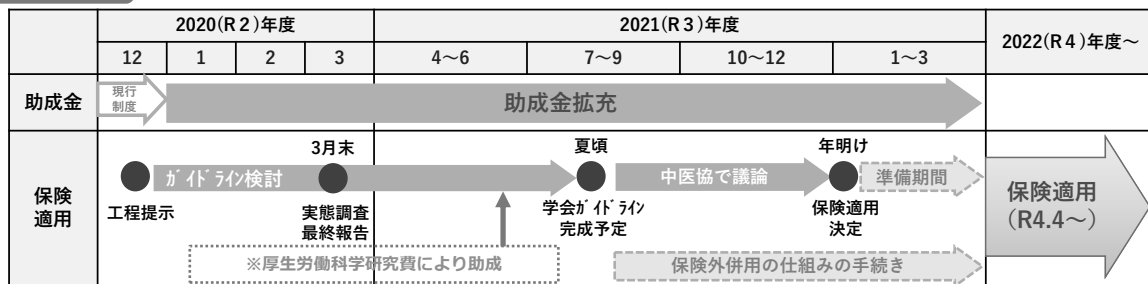 2020(R２)年度
2021(R３)年度
2022(R４)年度～
12
1
2
3
4～6
7～9
10～12
1～3
助成金
現行
制度
助成金拡充
保険
適用
3月末
夏頃
年明け
ｶﾞｲﾄﾞﾗｲﾝ検討
中医協で議論
準備期間
保険適用
(R4.4～)
工程提示
実態調査
最終報告
学会ｶﾞｲﾄﾞﾗｲﾝ
完成予定
保険適用
決定
※厚生労働科学研究費により助成
保険外併用の仕組みの手続き